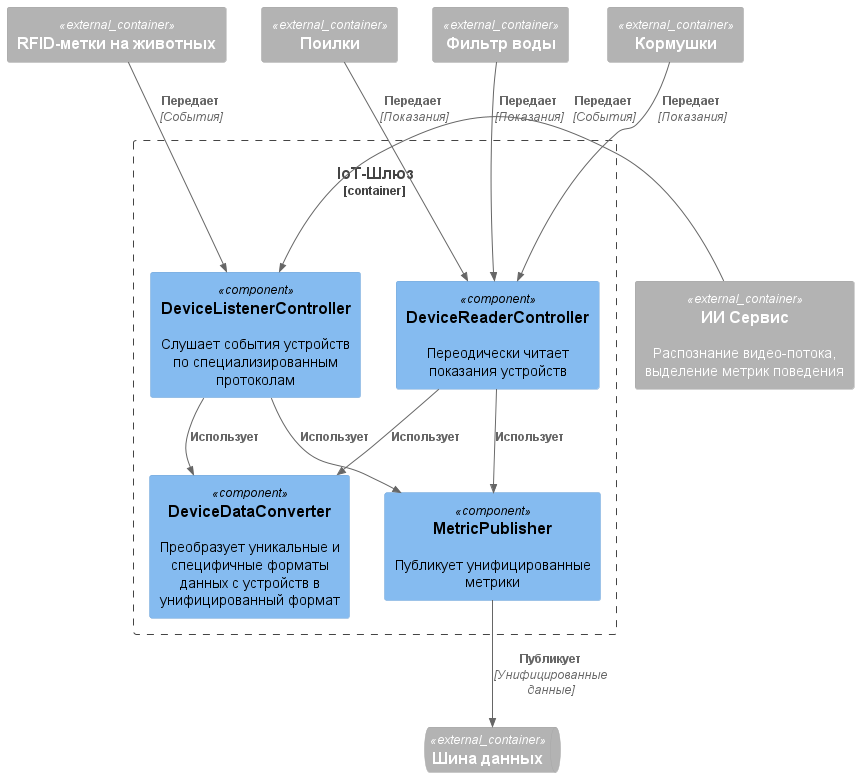 «external_container»
RFID-метки на животных
«external_container»
Поилки
«external_container»
Фильтр воды
«external_container»
Кормушки
Передает
[События]
Передает
[Показания]
Передает
[Показания]
Передает
[События]
Передает
[Показания]
IoT-Шлюз
[container]
«component»
DeviceListenerController
Слушает события устройств
по специализированным
протоколам
«component»
DeviceReaderController
Переодически читает
показания устройств
«external_container»
ИИ Сервис
Распознание видео-потока,
выделение метрик поведения
Использует
Использует
Использует
Использует
«component»
DeviceDataConverter
Преобразует уникальные и
специфичные форматы
данных с устройств в
унифицированный формат
«component»
MetricPublisher
Публикует унифицированные
метрики
Публикует
[Унифицированные
данные]
«external_container»
Шина данных